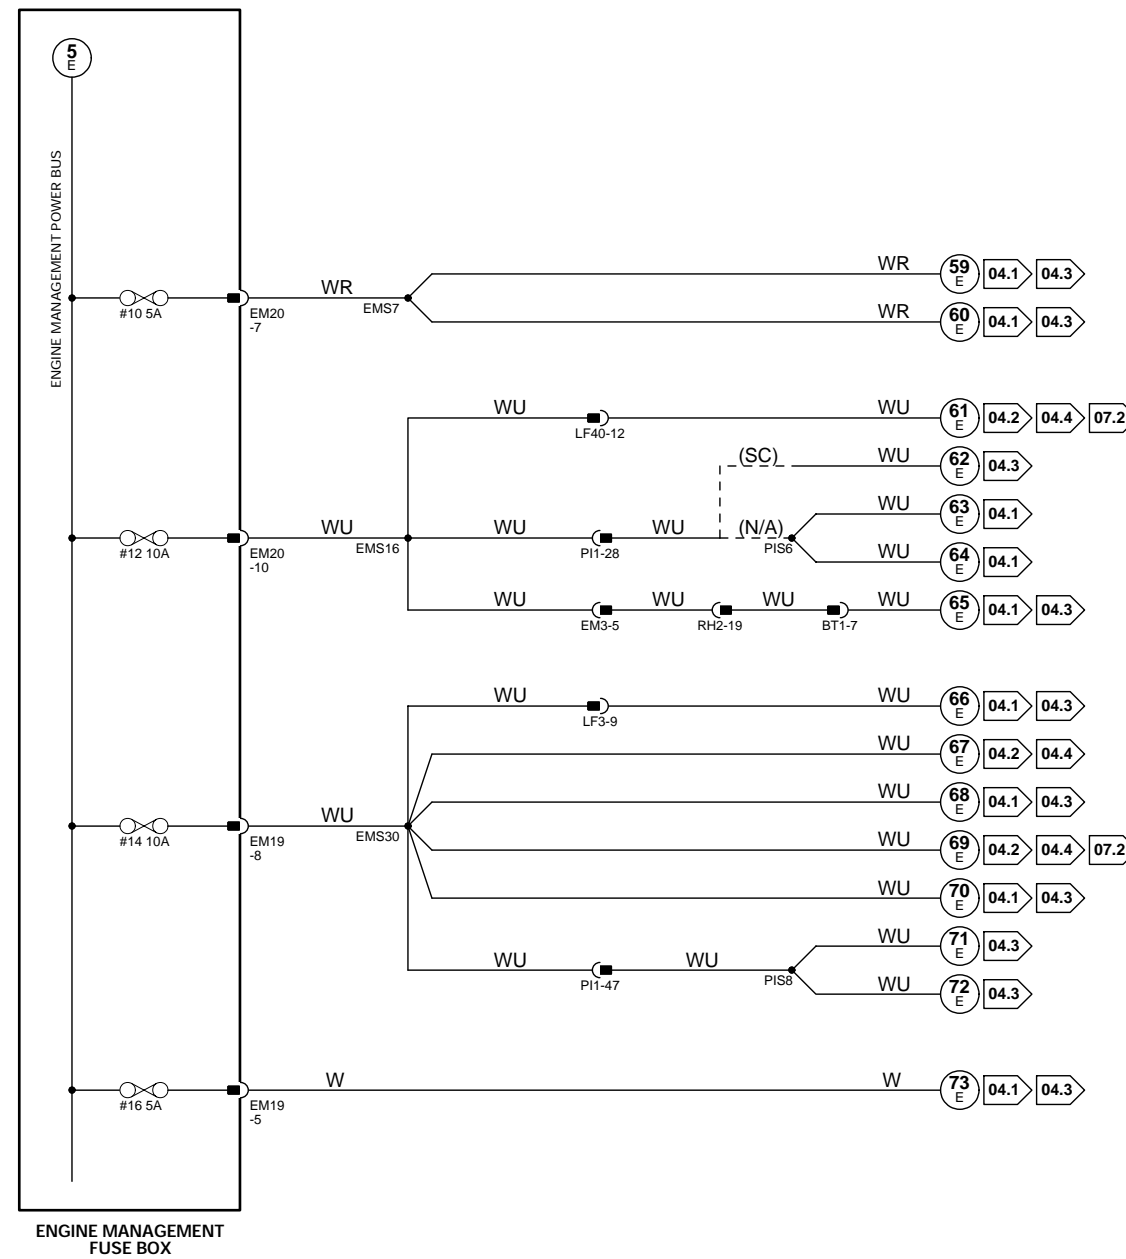 5
E
ENGINE MANAGEMENT POWER BUS
WR
59
E
04.1
04.3
#10 5A
EM20
-7
WR
EMS7
WR
60
E
04.1
04.3
WU
LF40-12
WU
61
E
04.2
04.4
07.2
(SC)
WU
62
E
04.3
#12 10A
EM20
-10
WU
EMS16
WU
PI1-28
WU
(N/A)
PIS6
WU
63
E
04.1
WU
64
E
04.1
WU
EM3-5
WU
RH2-19
WU
BT1-7
WU
65
E
04.1
04.3
WU
LF3-9
WU
66
E
04.1
04.3
WU
67
E
04.2
04.4
WU
68
E
04.1
04.3
#14 10A
EM19
-8
WU
EMS30
WU
69
E
04.2
04.4
07.2
WU
70
E
04.1
04.3
WU
PI1-47
WU
PIS8
WU
71
E
04.3
WU
72
E
04.3
#16 5A
EM19
-5
W
W
73
E
04.1
04.3
ENGINE MANAGEMENT
FUSE BOX